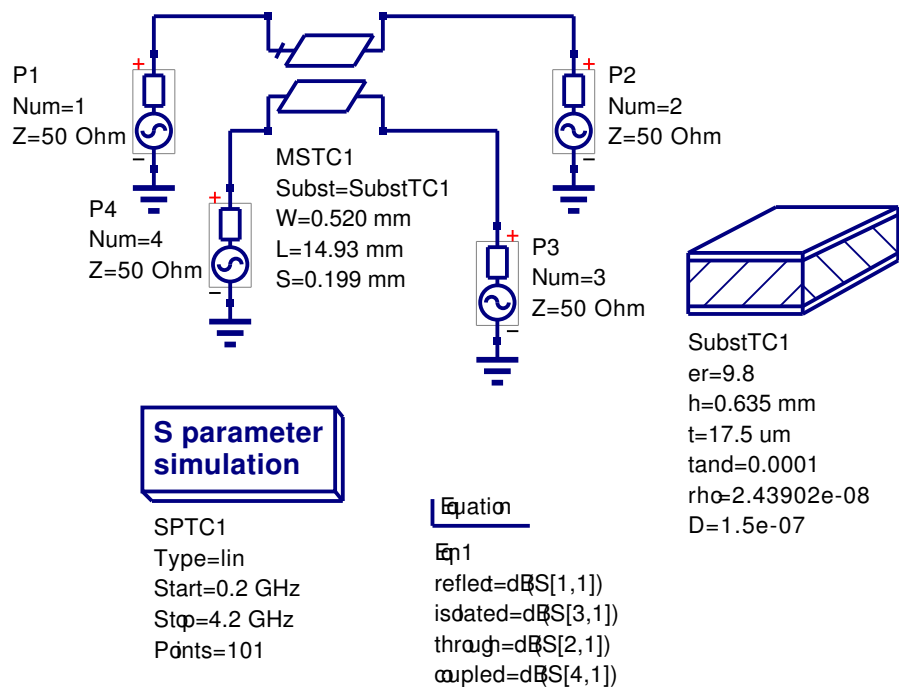 P1
Num=1
Z=50 Ohm
P2
Num=2
Z=50 Ohm
MSTC1
Subst=SubstTC1
W=0.520 mm
L=14.93 mm
S=0.199 mm
P4
Num=4
Z=50 Ohm
P3
Num=3
Z=50 Ohm
SubstTC1
er=9.8
h=0.635 mm
t=17.5 um
tand=0.0001
rho=2.43902e-08
D=1.5e-07
S parameter
simulation
SPTC1
Type=lin
Start=0.2 GHz
Stop=4.2 GHz
Points=101
Equation
Eqn1
reflect=dB(S[1,1])
isolated=dB(S[3,1])
through=dB(S[2,1])
coupled=dB(S[4,1])